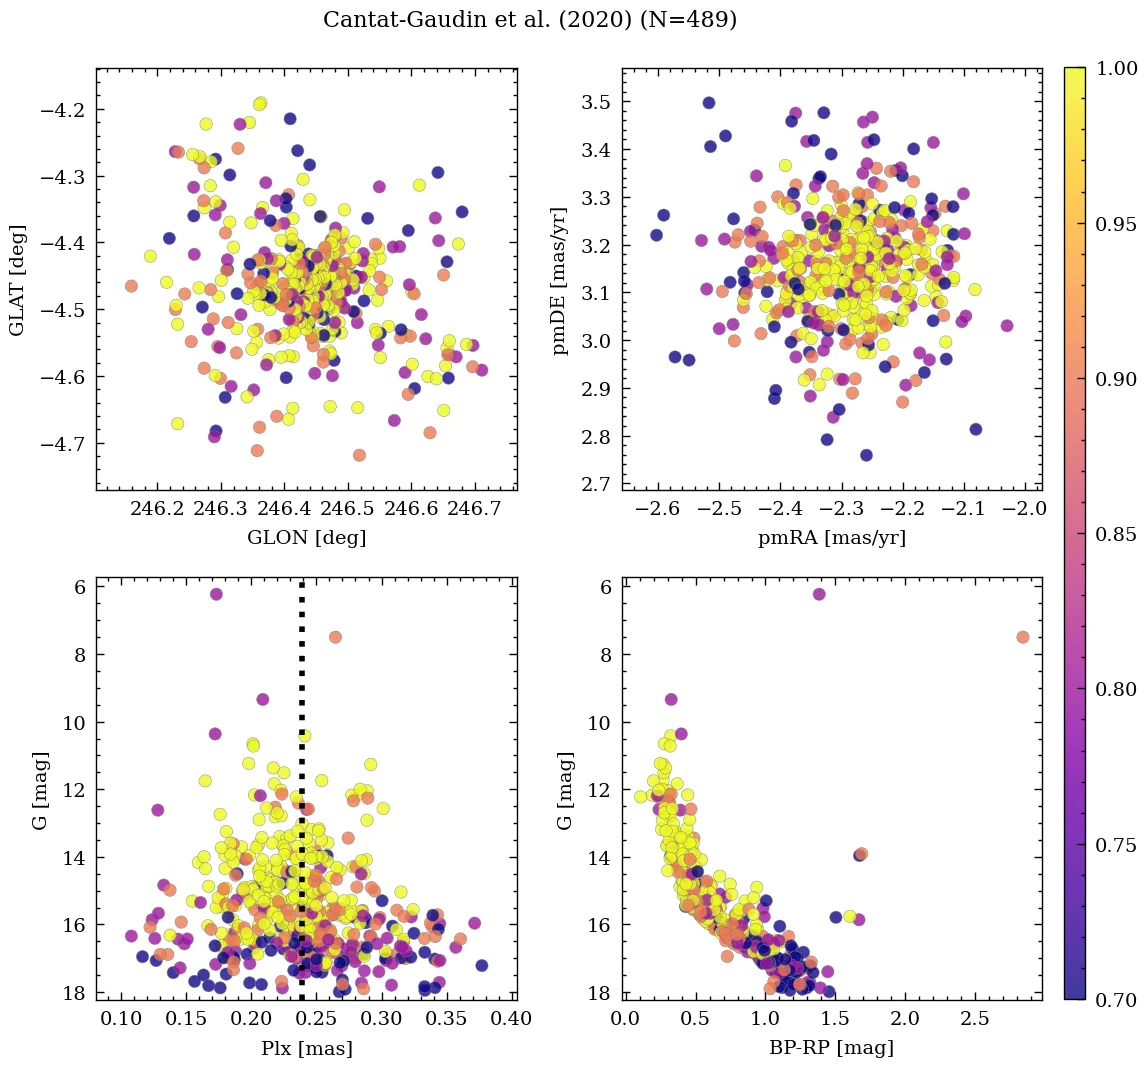 Cantat-Gaudin et al. (2020) (N=489)
−4.2
−4.3
−4.4
−4.5
−4.6
−4.7
GLAT [deg]
246.2 246.3 246.4 246.5 246.6 246.7
GLON [deg]
3.5
3.4
3.3
3.2
3.1
3.0
2.9
2.8
2.7
pmDE [mas/yr]
−2.6 −2.5 −2.4 −2.3 −2.2 −2.1 −2.0
pmRA [mas/yr]
1.00
0.95
0.90
0.85
0.80
0.75
0.70
6
8
10
12
14
16
18
G [mag]
0.10 0.15 0.20 0.25 0.30 0.35 0.40
Plx [mas]
6
8
10
12
14
16
18
G [mag]
0.0 0.5 1.0 1.5 2.0 2.5
BP-RP [mag]